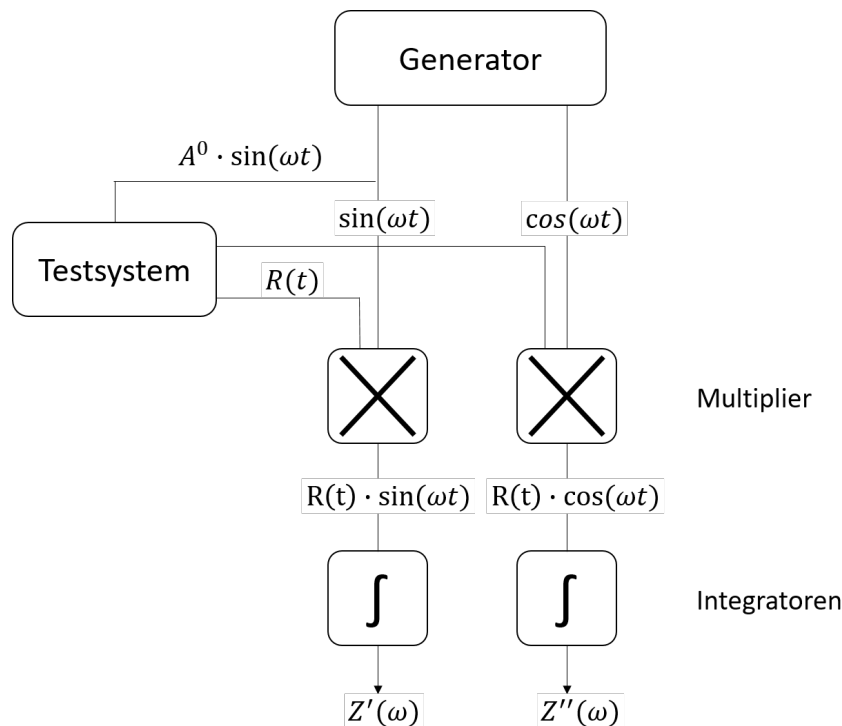 Generator
A⁰ · sin(ωt)
sin(ωt)
cos(ωt)
Testsystem
R(t)
Multiplier
R(t) · sin(ωt)
R(t) · cos(ωt)
∫
∫
Integratoren
Z′(ω)
Z′′(ω)